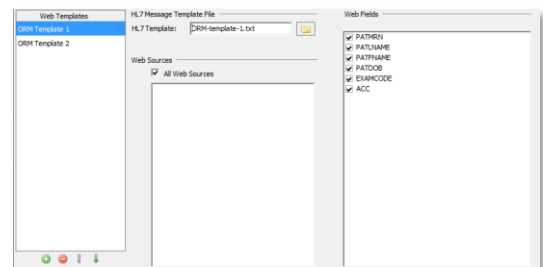 Web Templates
ORM Template 1
ORM Template 2
HL7 Message Template File
HL7 Template: ORM-template-1.txt
Web Sources
All Web Sources
Web Fields
PATMRN
PATLNAME
PATFNAME
PATDOB
EXAMCODE
ACC